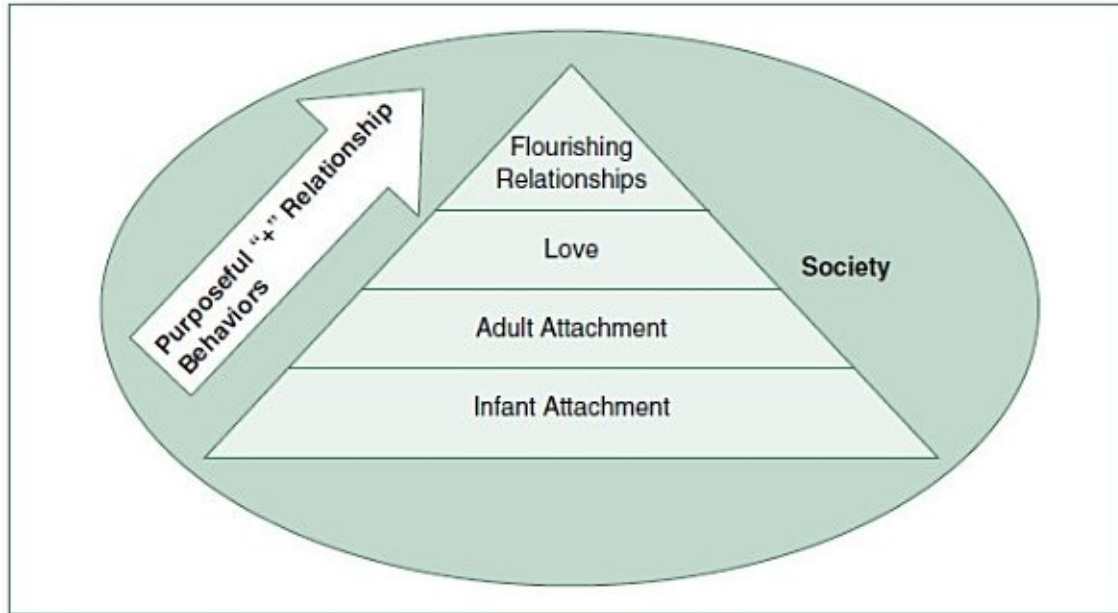 Purposeful “+” Relationship
Behaviors
Flourishing
Relationships
Love
Society
Adult Attachment
Infant Attachment